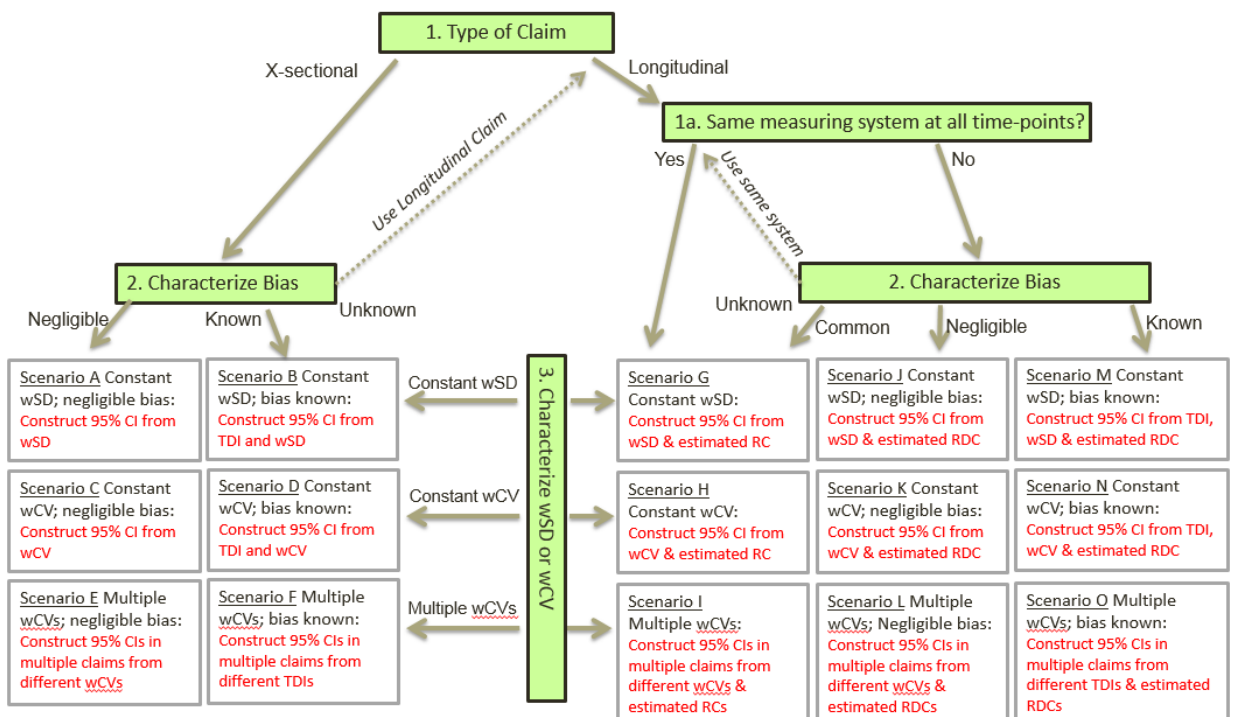 1. Type of Claim
X-sectional
Longitudinal
Use Longitudinal Claim
1a. Same measuring system at all time-points?
Yes
No
Use same system
2. Characterize Bias
Negligible
Known
Unknown
2. Characterize Bias
Unknown
Common
Negligible
Known
Scenario A Constant
wSD; negligible bias:
Construct 95% CI from
wSD
Scenario B Constant
wSD; bias known:
Construct 95% CI from
TDI and wSD
Constant wSD
3. Characterize wSD or wCV
Scenario G
Constant wSD:
Construct 95% CI from
wSD & estimated RC
Scenario J Constant
wSD; negligible bias:
Construct 95% CI from
wSD & estimated RDC
Scenario M Constant
wSD; bias known:
Construct 95% CI from TDI,
wSD & estimated RDC
Scenario C Constant
wCV; negligible bias:
Construct 95% CI from
wCV
Scenario D Constant
wCV; bias known:
Construct 95% CI from
TDI and wCV
Constant wCV
Scenario H
Constant wCV:
Construct 95% CI from
wCV & estimated RC
Scenario K Constant
wCV; negligible bias:
Construct 95% CI from
wCV & estimated RDC
Scenario N Constant
wCV; bias known:
Construct 95% CI from TDI,
wCV & estimated RDC
Scenario E Multiple
wCVs; negligible bias:
Construct 95% CIs in
multiple claims from
different wCVs
Scenario F Multiple
wCVs; bias known:
Construct 95% CIs in
multiple claims from
different TDIs
Multiple wCVs
Scenario I
Multiple wCVs:
Construct 95% CIs in
multiple claims from
different wCVs &
estimated RCs
Scenario L Multiple
wCVs; Negligible bias:
Construct 95% CIs in
multiple claims from
different wCVs &
estimated RDCs
Scenario O Multiple
wCVs; bias known:
Construct 95% CIs in
multiple claims from
different TDIs & estimated
RDCs